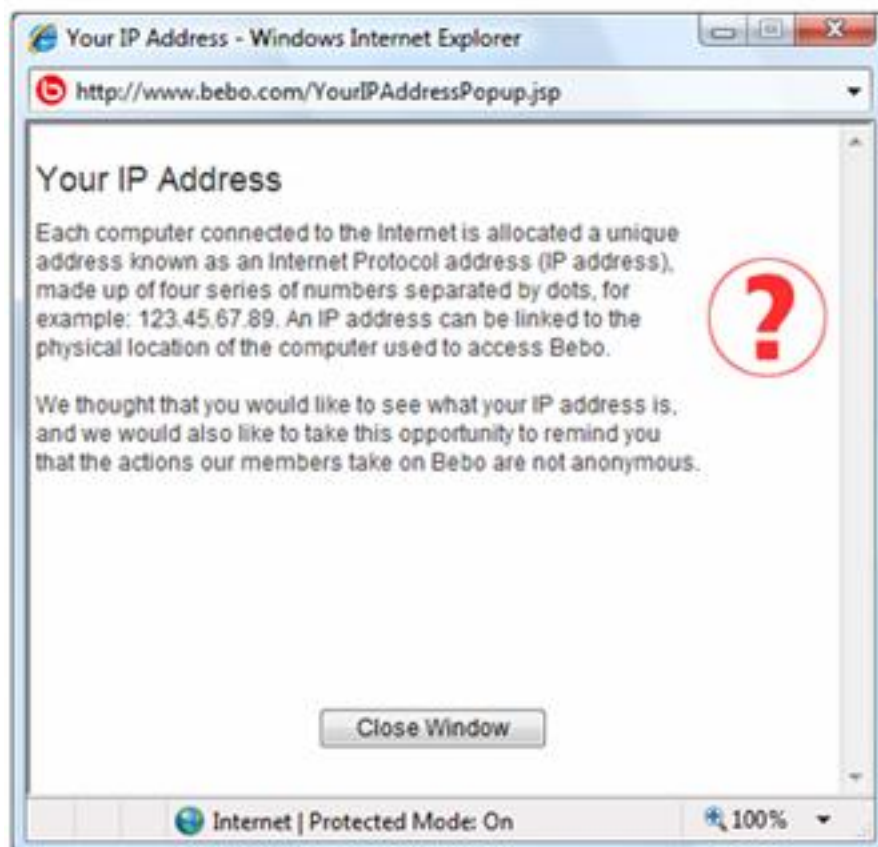 Your IP Address - Windows Internet Explorer
http://www.bebo.com/YourIPAddressPopup.jsp
Your IP Address
Each computer connected to the Internet is allocated a unique
address known as an Internet Protocol address (IP address),
made up of four series of numbers separated by dots, for
example: 123.45.67.89. An IP address can be linked to the
physical location of the computer used to access Bebo.
?
We thought that you would like to see what your IP address is,
and we would also like to take this opportunity to remind you
that the actions our members take on Bebo are not anonymous.
Close Window
Internet | Protected Mode: On
100%